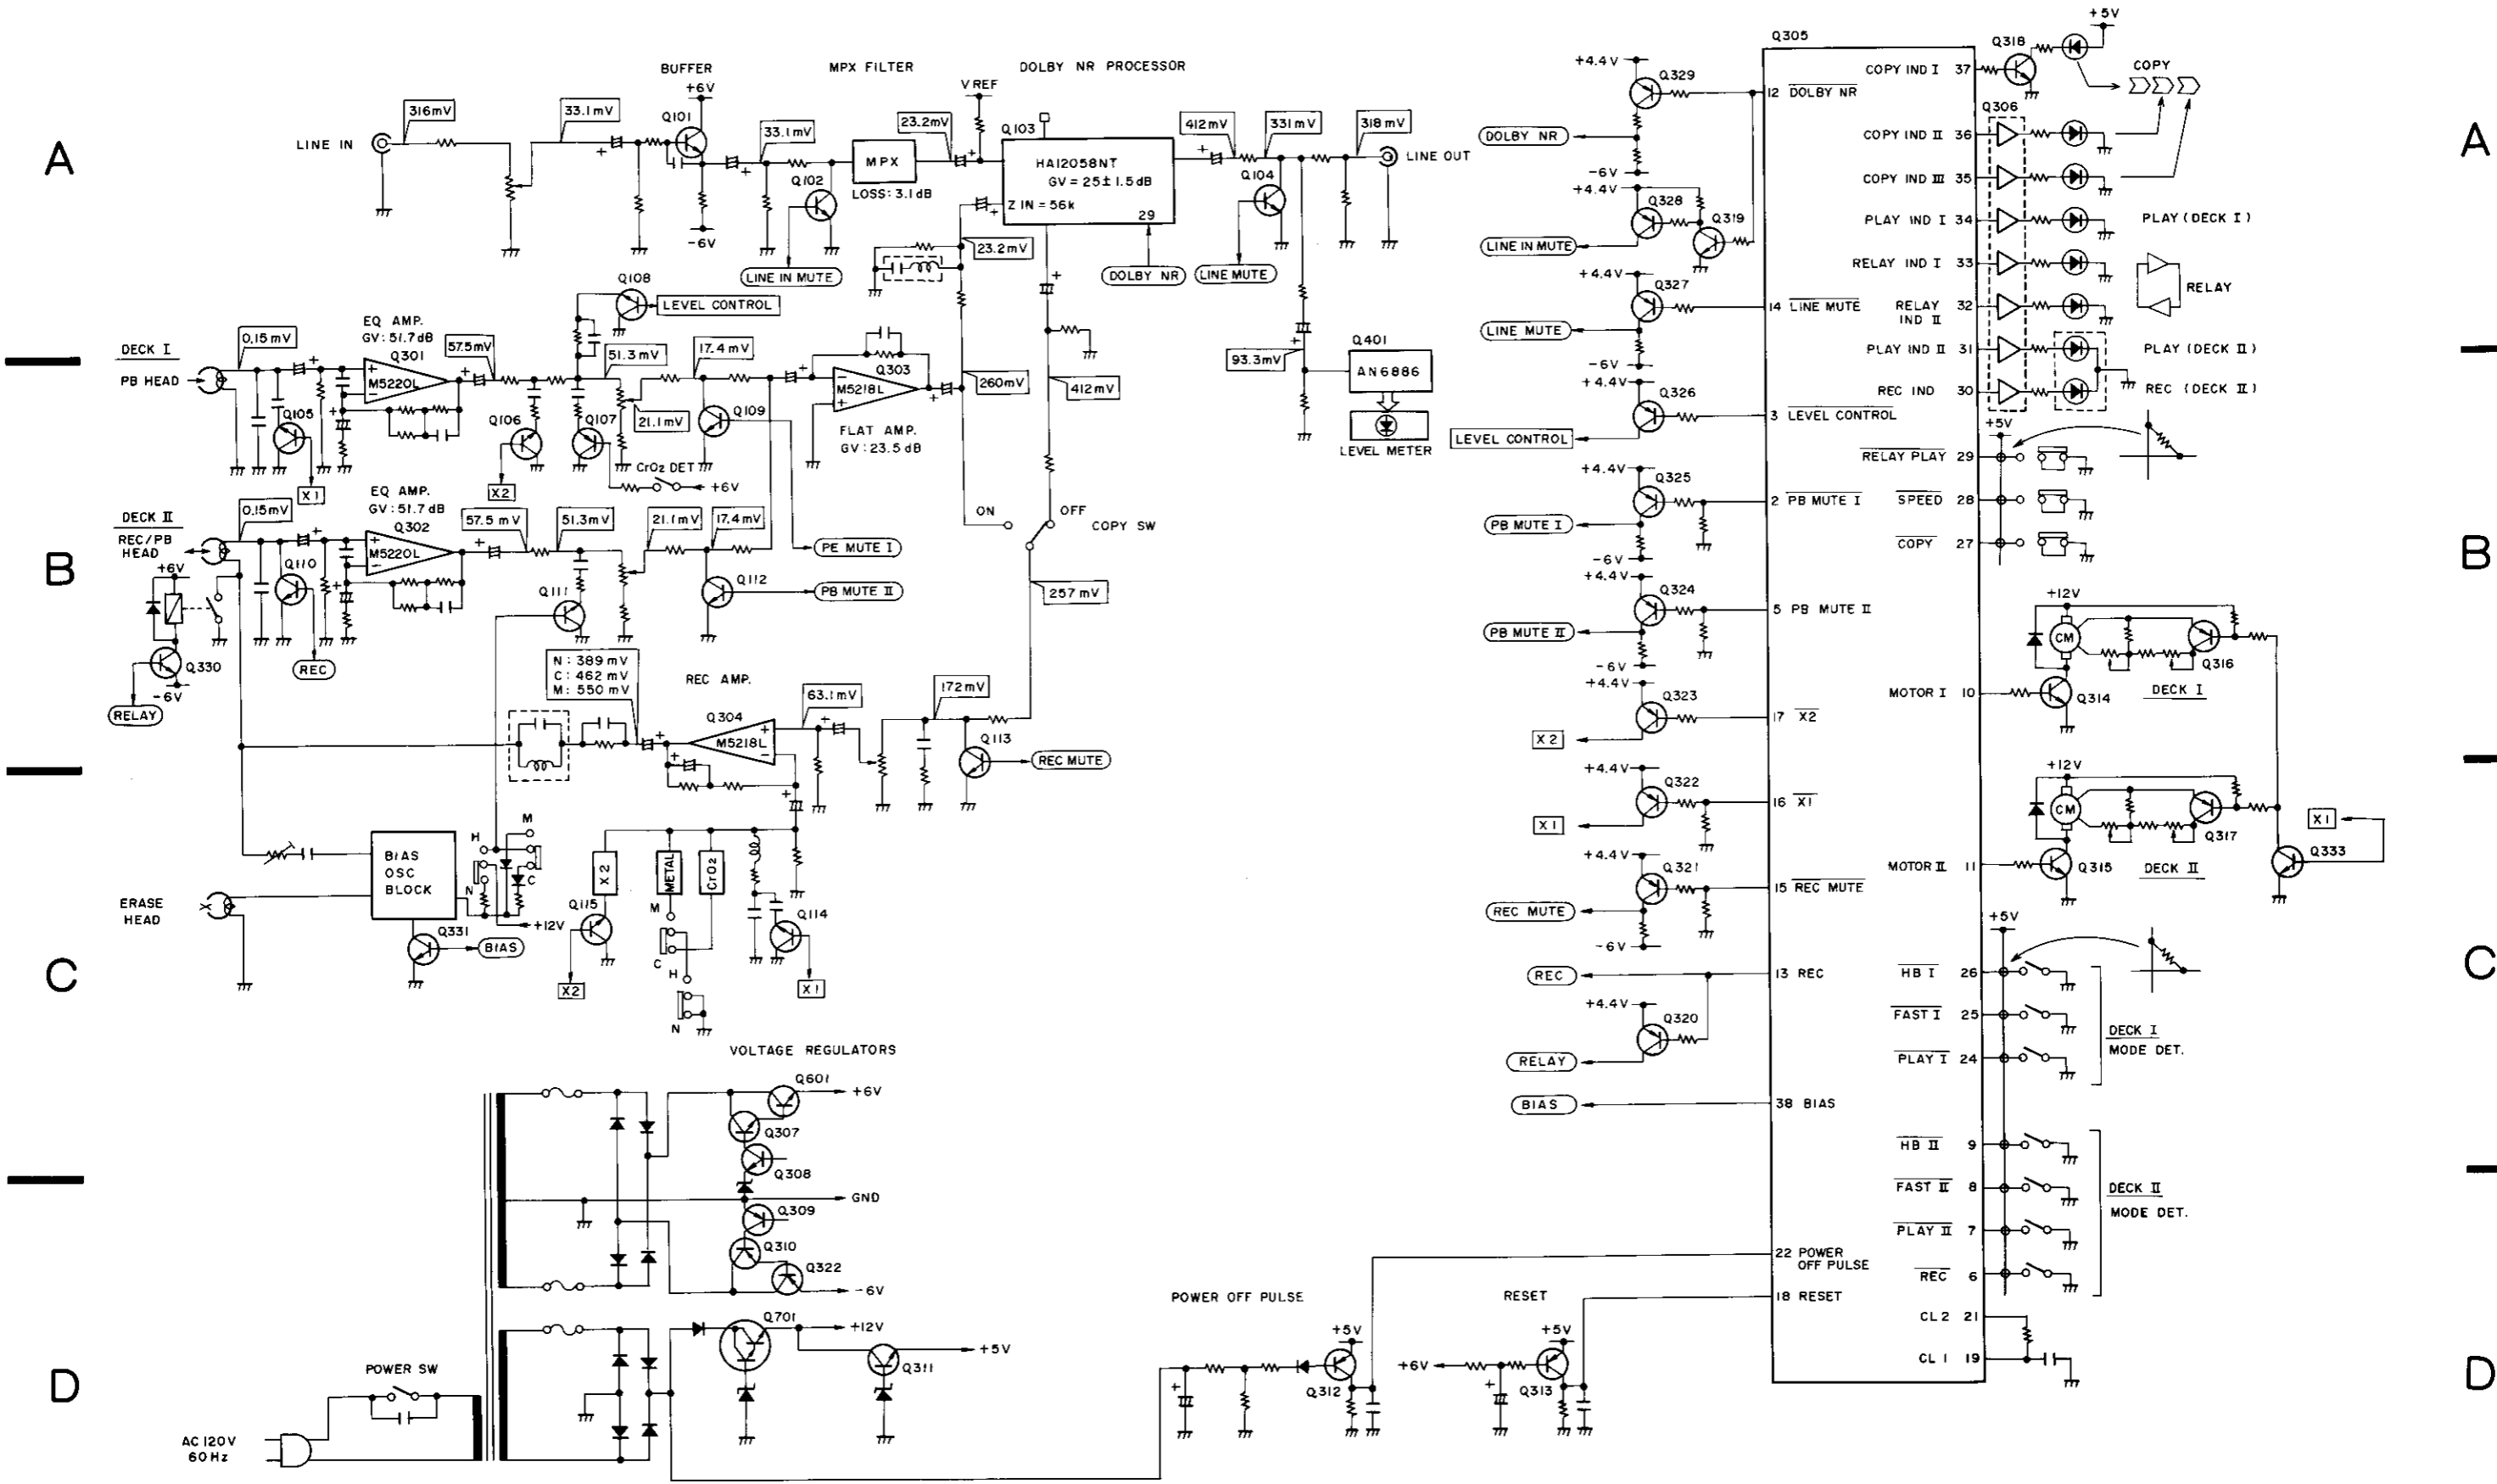 A
A
B
B
C
C
D
D
LINE IN
316mV
33.1mV
BUFFER
+6V
Q101
-6V
33.1mV
Q102
LINE IN MUTE
MPX FILTER
MPX
LOSS: 3.1dB
23.2mV
V REF
DOLBY NR PROCESSOR
Q103
HA12058NT
GV = 25±1.5dB
Z IN = 56k
29
23.2mV
DOLBY NR
412mV
331mV
318mV
LINE OUT
Q104
LINE MUTE
DECK I
PB HEAD
0.15mV
EQ AMP.
GV: 51.7dB
Q301
M5220L
+
-
57.5mV
Q105
X1
Q106
X2
Q107
Q108
LEVEL CONTROL
51.3mV
17.4mV
21.1mV
Q109
CrO2 DET
+6V
Q303
M5218L
-
+
FLAT AMP.
GV: 23.5dB
260mV
412mV
93.3mV
Q401
AN6886
LEVEL METER
DECK II
REC/PB
HEAD
0.15mV
EQ AMP.
GV: 51.7dB
Q302
M5220L
+
-
57.5mV
51.3mV
21.1mV
17.4mV
PE MUTE I
Q110
REC
Q111
Q112
PB MUTE II
ON
OFF
COPY SW
257mV
+6V
Q330
-6V
RELAY
N: 389mV
C: 462mV
M: 550mV
REC AMP.
Q304
M5218L
+
-
63.1mV
172mV
Q113
REC MUTE
BIAS
OSC
BLOCK
H
M
N
C
+12V
ERASE
HEAD
Q331
BIAS
X2
Q115
X2
METAL
CrO2
M
C
H
N
Q114
X1
VOLTAGE REGULATORS
Q601
+6V
Q307
Q308
GND
Q309
Q310
Q322
-6V
Q701
+12V
Q311
+5V
POWER SW
AC120V
60Hz
POWER OFF PULSE
+5V
Q312
RESET
+6V
+5V
Q313
+4.4V
Q329
DOLBY NR
-6V
+4.4V
Q328
Q319
LINE IN MUTE
+4.4V
Q327
LINE MUTE
-6V
+4.4V
Q326
LEVEL CONTROL
+4.4V
Q325
PB MUTE I
-6V
+4.4V
Q324
PB MUTE II
-6V
+4.4V
Q323
X2
+4.4V
Q322
X1
+4.4V
Q321
REC MUTE
-6V
REC
+4.4V
Q320
RELAY
BIAS
Q305
12 DOLBY NR
14 LINE MUTE
3 LEVEL CONTROL
2 PB MUTE I
5 PB MUTE II
17 X2
16 X1
15 REC MUTE
13 REC
38 BIAS
22 POWER
OFF PULSE
18 RESET
COPY IND I 37
COPY IND II 36
COPY IND III 35
PLAY IND I 34
RELAY IND I 33
RELAY 32
IND II
PLAY IND II 31
REC IND 30
RELAY PLAY 29
SPEED 28
COPY 27
MOTOR I 10
MOTOR II 11
HB I 26
FAST I 25
PLAY I 24
HB II 9
FAST II 8
PLAY II 7
REC 6
CL 2 21
CL 1 19
Q318
+5V
COPY
Q306
PLAY (DECK I)
RELAY
PLAY (DECK II)
REC (DECK II)
+5V
+12V
CM
Q316
Q314
DECK I
+12V
CM
Q317
Q315
DECK II
X1
Q333
+5V
DECK I
MODE DET.
DECK II
MODE DET.